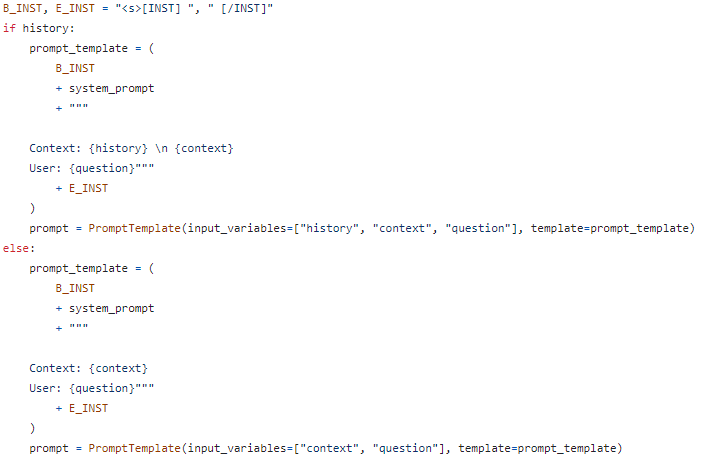 B_INST, E_INST = "<s>[INST] ", " [/INST]"
if history:
    prompt_template = (
        B_INST
        + system_prompt
        + """

    Context: {history} \n {context}
    User: {question}"""
        + E_INST
    )
    prompt = PromptTemplate(input_variables=["history", "context", "question"], template=prompt_template)
else:
    prompt_template = (
        B_INST
        + system_prompt
        + """

    Context: {context}
    User: {question}"""
        + E_INST
    )
    prompt = PromptTemplate(input_variables=["context", "question"], template=prompt_template)